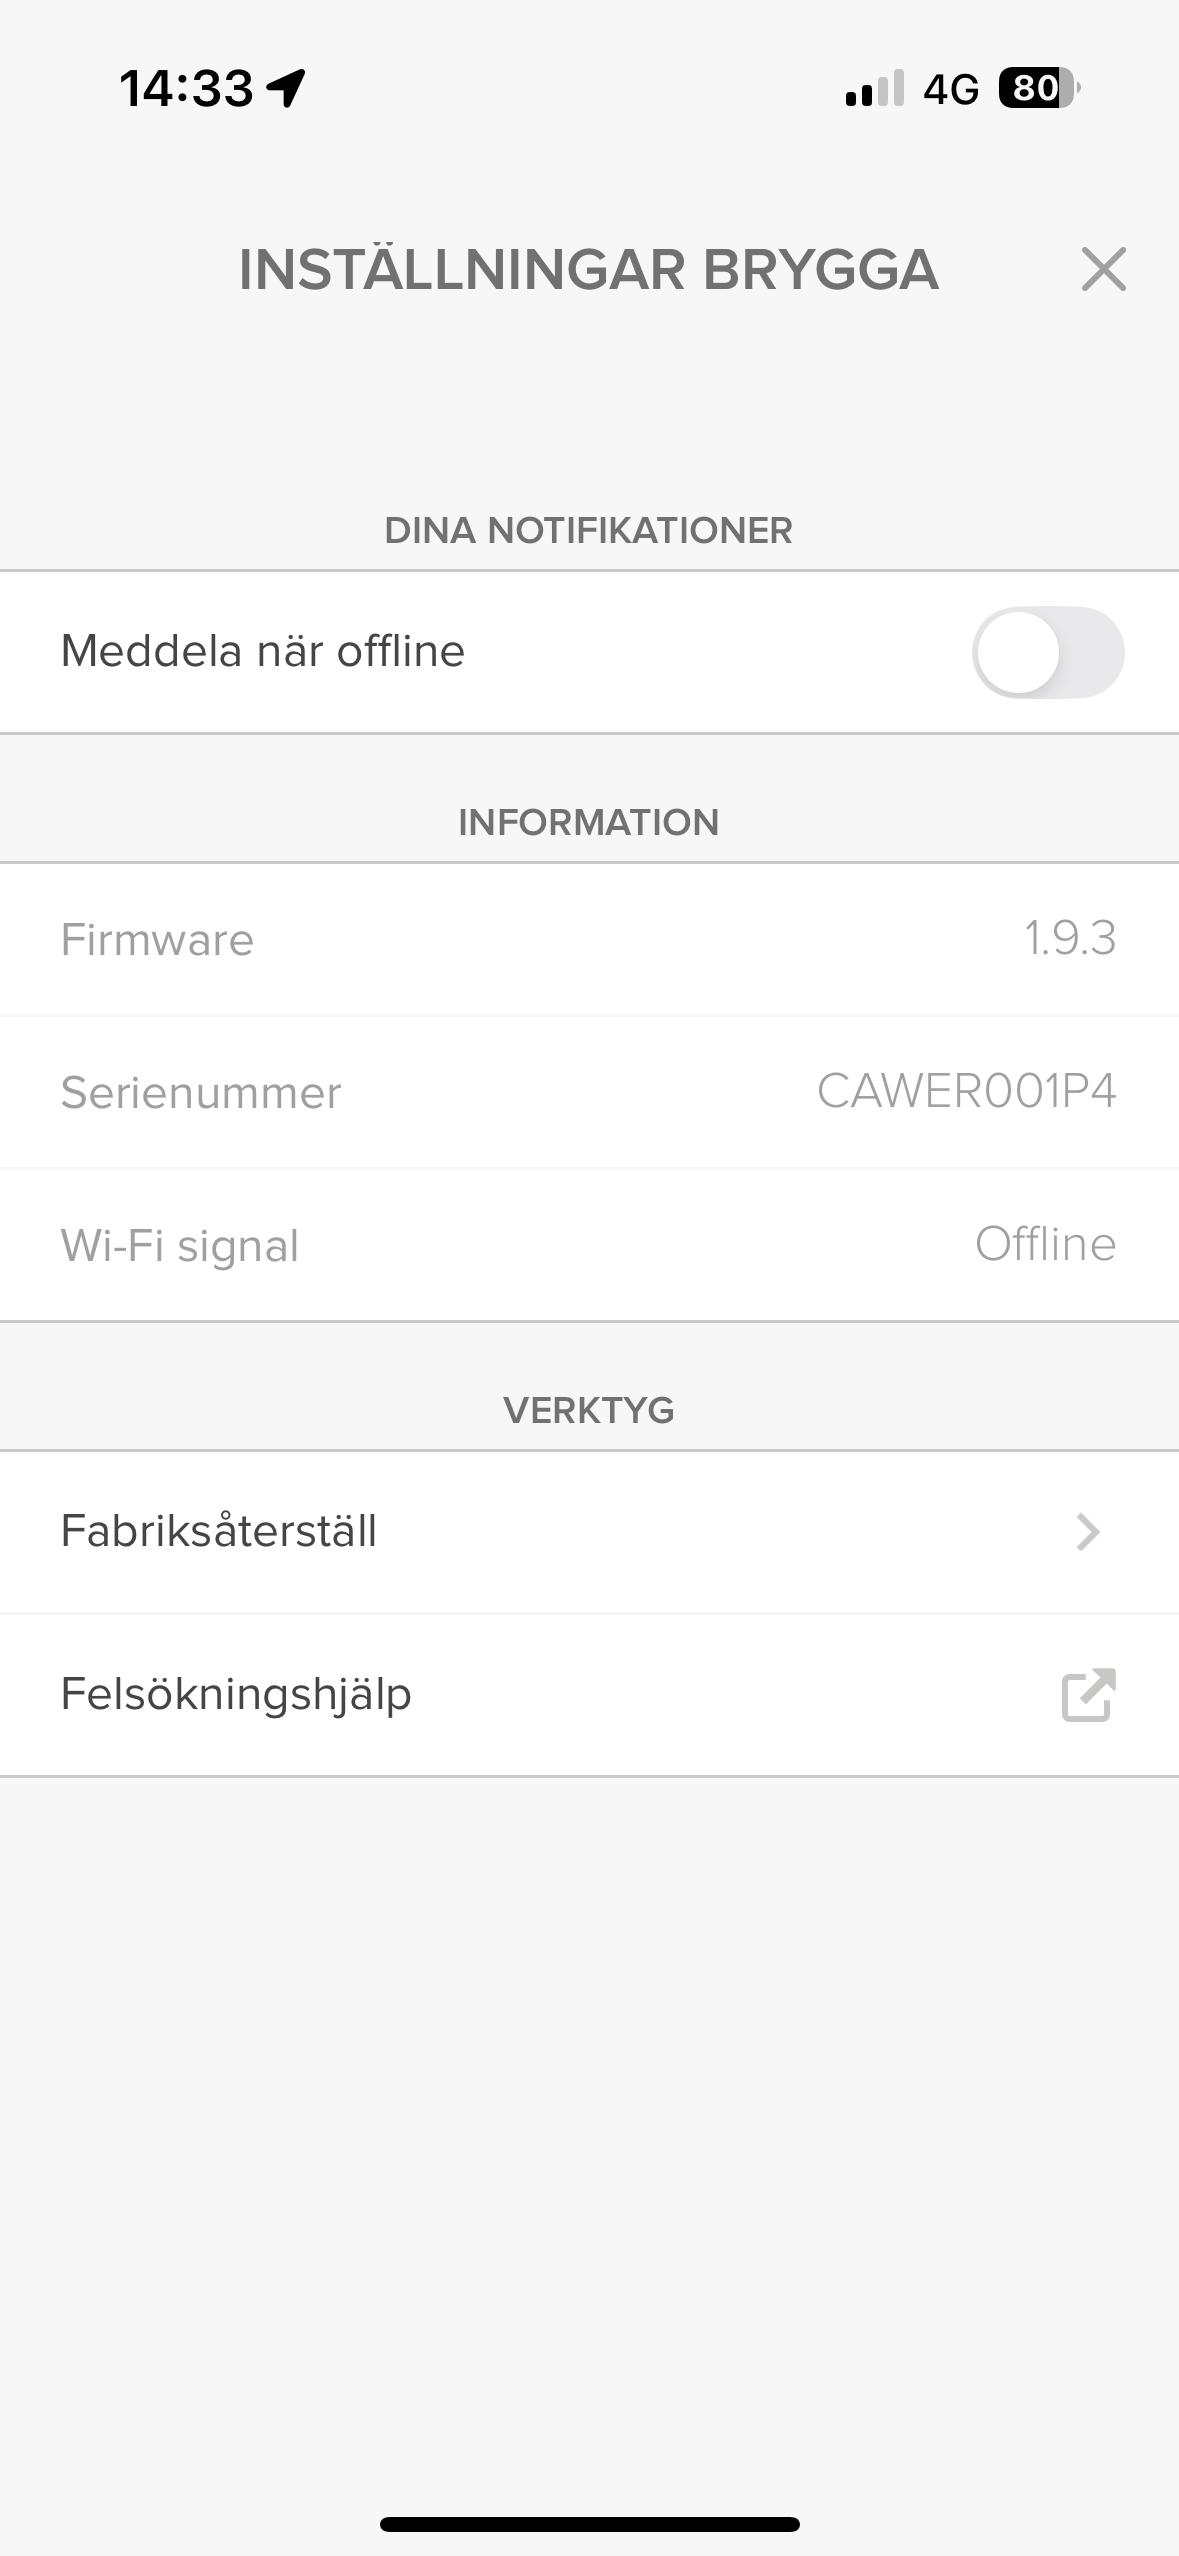 14:33
4G
80
INSTÄLLNINGAR BRYGGA
DINA NOTIFIKATIONER
Meddela när offline
INFORMATION
Firmware 1.9.3
Serienummer CAWER001P4
Wi-Fi signal Offline
VERKTYG
Fabriksåterställ
Felsökningshjälp